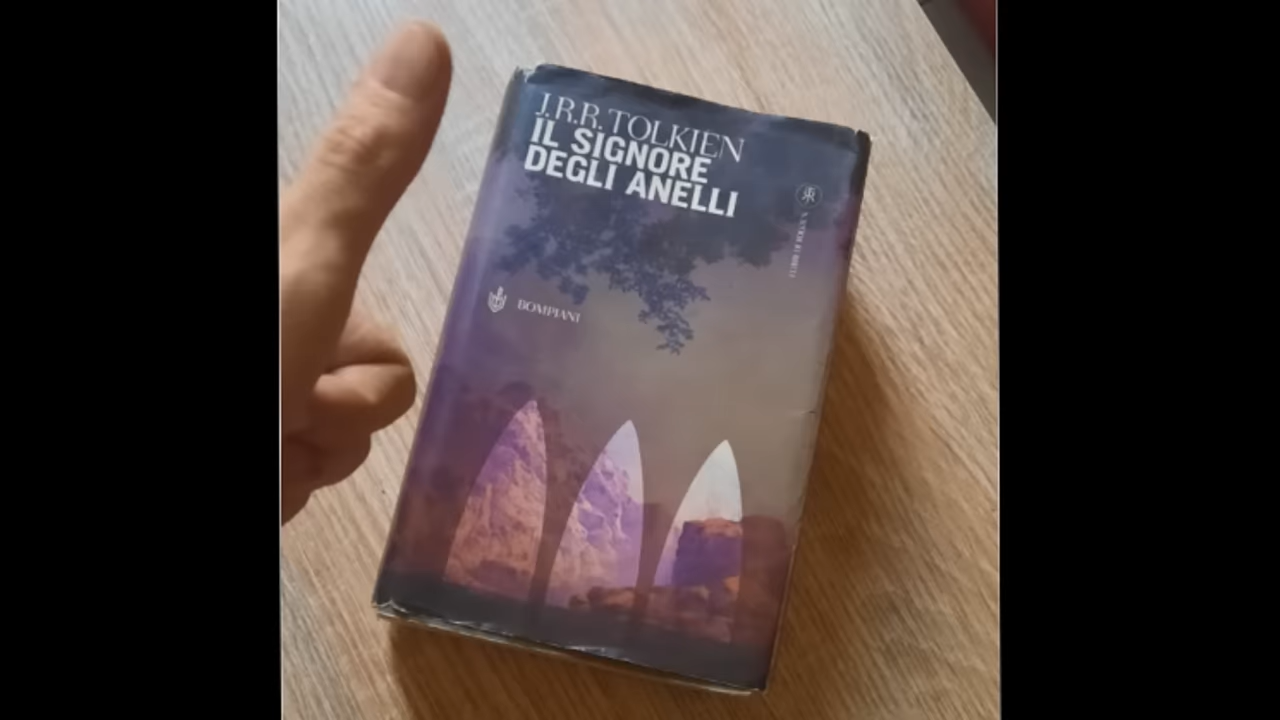 J.R.R. TOLKIEN
IL SIGNORE
DEGLI ANELLI
BOMPIANI